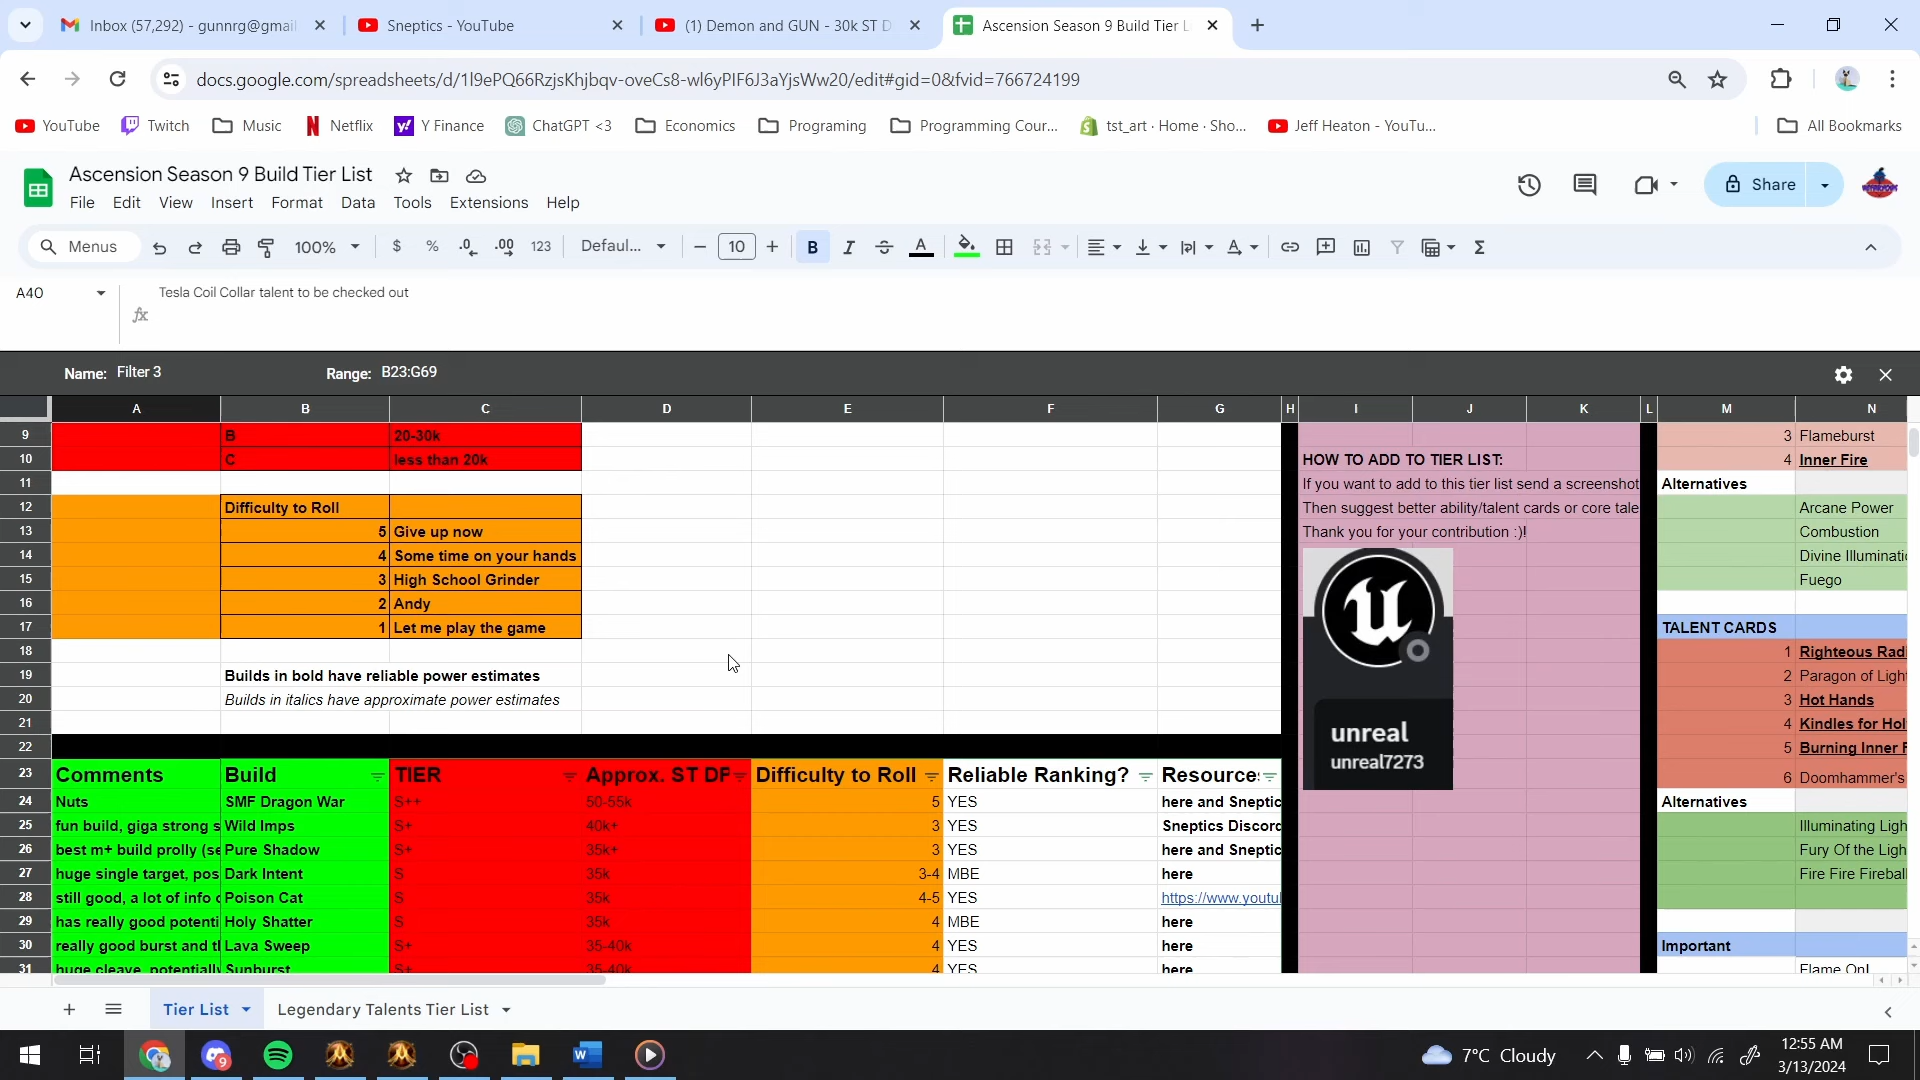 Inbox (57,292) - gunnrg@gmai
Sneptics - YouTube
(1) Demon and GUN - 30k ST D
Ascension Season 9 Build Tier L
docs.google.com/spreadsheets/d/1l9ePQ66RzjsKhjbqv-oveCs8-wl6yPIF6J3aYjsWw20/edit#gid=0&fvid=766724199
YouTube Twitch Music Netflix Y Finance ChatGPT <3 Economics Programing Programming Cour... tst_art · Home · Sho... Jeff Heaton - YouTu... All Bookmarks
Ascension Season 9 Build Tier List
Share
File Edit View Insert Format Data Tools Extensions Help
Menus 100% $ % .0 .00 123 Defaul... 10 B I A
A40 Tesla Coil Collar talent to be checked out
fx
Name: Filter 3 Range: B23:G69
A B C D E F G H I J K L M N
9 B 20-30k 3 Flameburst
10 C less than 20k HOW TO ADD TO TIER LIST: 4 Inner Fire
11 If you want to add to this tier list send a screenshot Alternatives
12 Difficulty to Roll Then suggest better ability/talent cards or core tale Arcane Power
13 5 Give up now Thank you for your contribution :)! Combustion
14 4 Some time on your hands Divine Illuminati
15 3 High School Grinder Fuego
16 2 Andy
17 1 Let me play the game TALENT CARDS
18 1 Righteous Radi
19 Builds in bold have reliable power estimates 2 Paragon of Ligh
20 Builds in italics have approximate power estimates 3 Hot Hands
21 unreal 4 Kindles for Hol
22 unreal7273 5 Burning Inner F
23 Comments Build TIER Approx. ST DP Difficulty to Roll Reliable Ranking? Resource 6 Doomhammer's
24 Nuts SMF Dragon War S++ 50-55k 5 YES here and Sneptic Alternatives
25 fun build, giga strong s Wild Imps S+ 40k+ 3 YES Sneptics Discord Illuminating Ligh
26 best m+ build prolly (se Pure Shadow S+ 35k+ 3 YES here and Sneptic Fury Of the Ligh
27 huge single target, pos Dark Intent S 35k 3-4 MBE here Fire Fire Fireball
28 still good, a lot of info Poison Cat S 35k 4-5 YES https://www.youtu
29 has really good potenti Holy Shatter S 35k 4 MBE here
30 really good burst and t Lava Sweep S+ 35-40k 4 YES here Important
31 huge cleave, potentially Sunburst S+ 35-40k 4 YES here Flame On!
Tier List Legendary Talents Tier List
9
7°C Cloudy
12:55 AM
3/13/2024